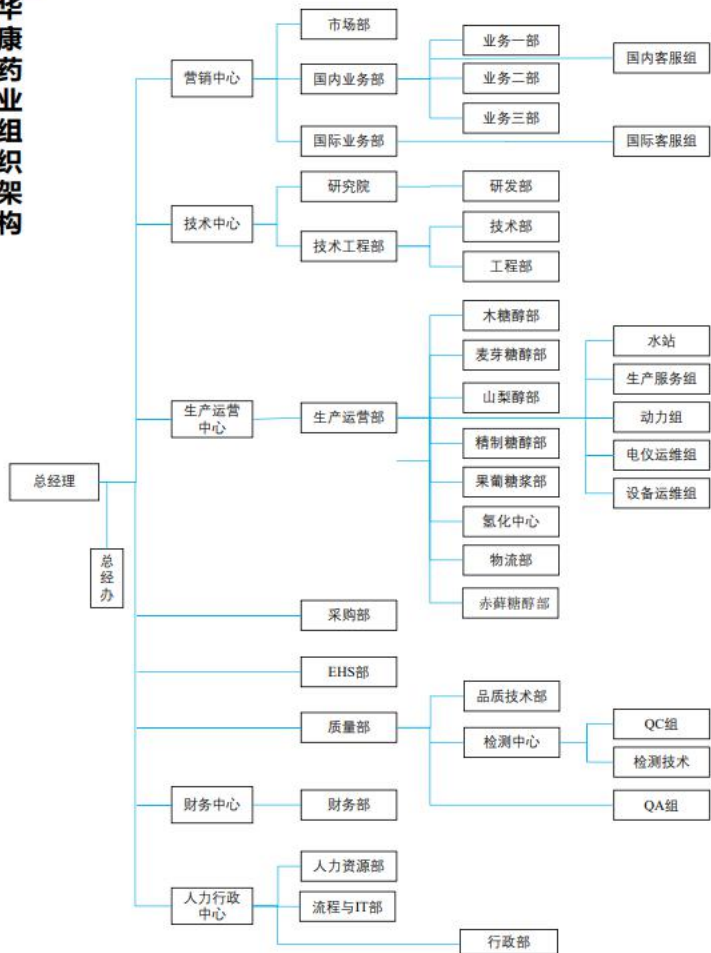 华康药业组织架构
市场部
业务一部
国内客服组
营销中心
国内业务部
业务二部
业务三部
国际业务部
国际客服组
研究院
研发部
技术中心
技术部
技术工程部
工程部
木糖醇部
水站
麦芽糖醇部
生产服务组
山梨醇部
生产运营
中心
生产运营部
动力组
精制糖醇部
电仪运维组
总经理
果葡糖浆部
设备运维组
氢化中心
总经办
物流部
赤藓糖醇部
采购部
EHS部
品质技术部
质量部
QC组
检测中心
检测技术
财务中心
财务部
QA组
人力资源部
人力行政
中心
流程与IT部
行政部